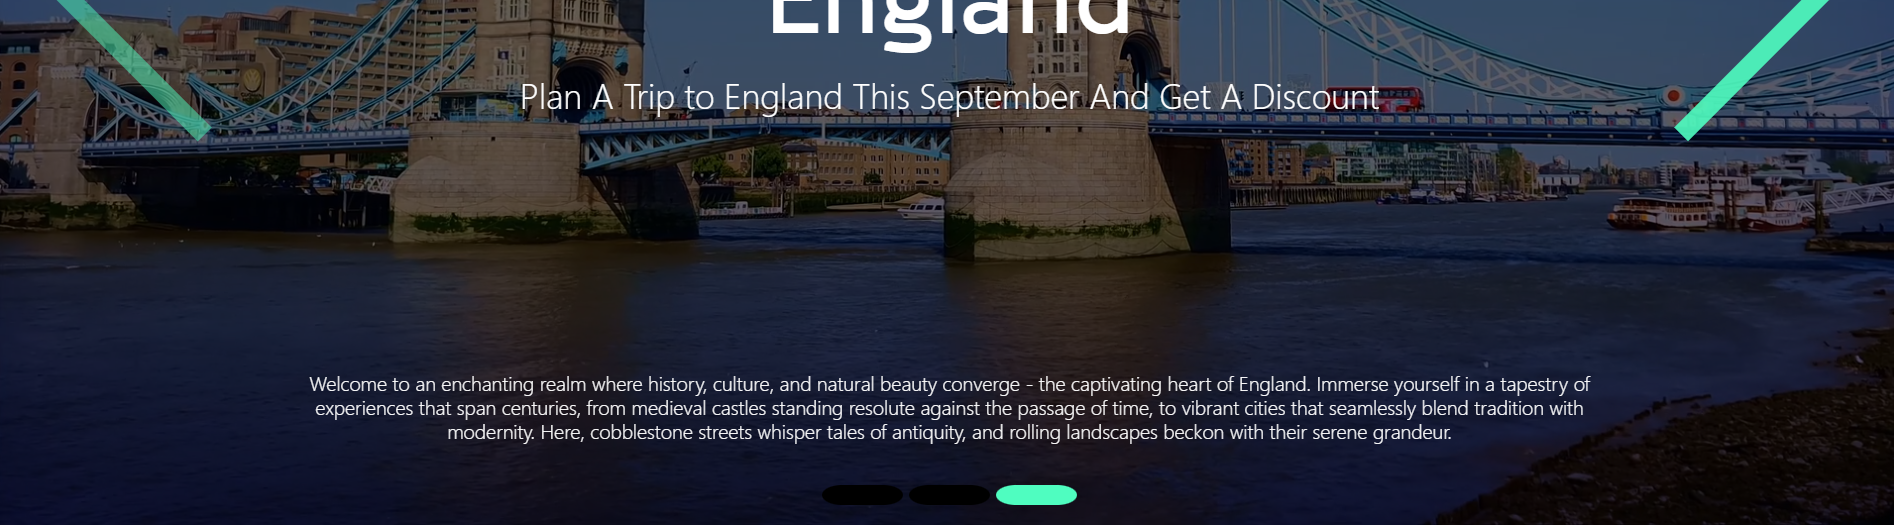 England
Plan A Trip to England This September And Get A Discount
Welcome to an enchanting realm where history, culture, and natural beauty converge - the captivating heart of England. Immerse yourself in a tapestry of
experiences that span centuries, from medieval castles standing resolute against the passage of time, to vibrant cities that seamlessly blend tradition with
modernity. Here, cobblestone streets whisper tales of antiquity, and rolling landscapes beckon with their serene grandeur.